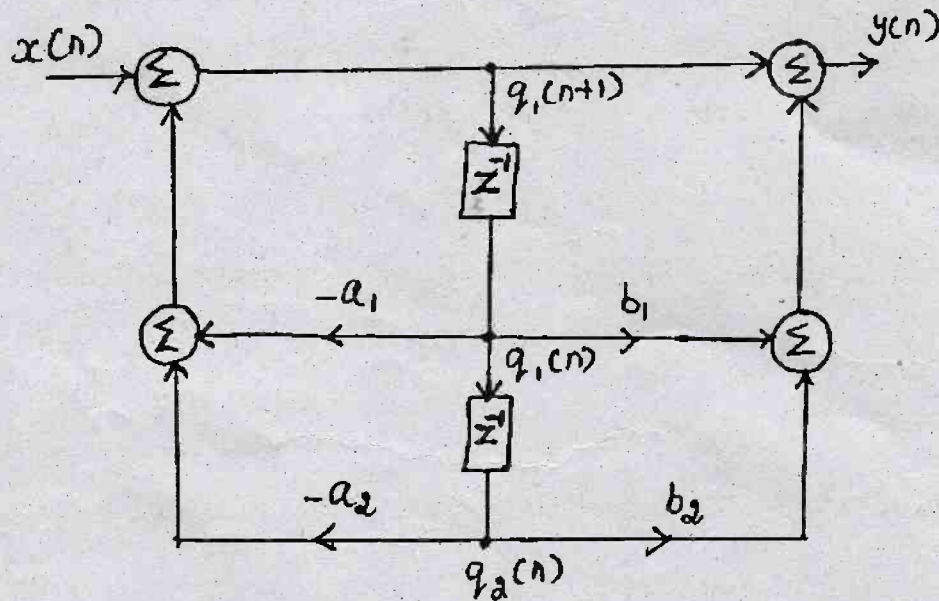 x(n)
Σ
Σ
y(n)
q₁(n+1)
z⁻¹
-a₁
b₁
Σ
Σ
q₁(n)
z⁻¹
-a₂
b₂
q₂(n)